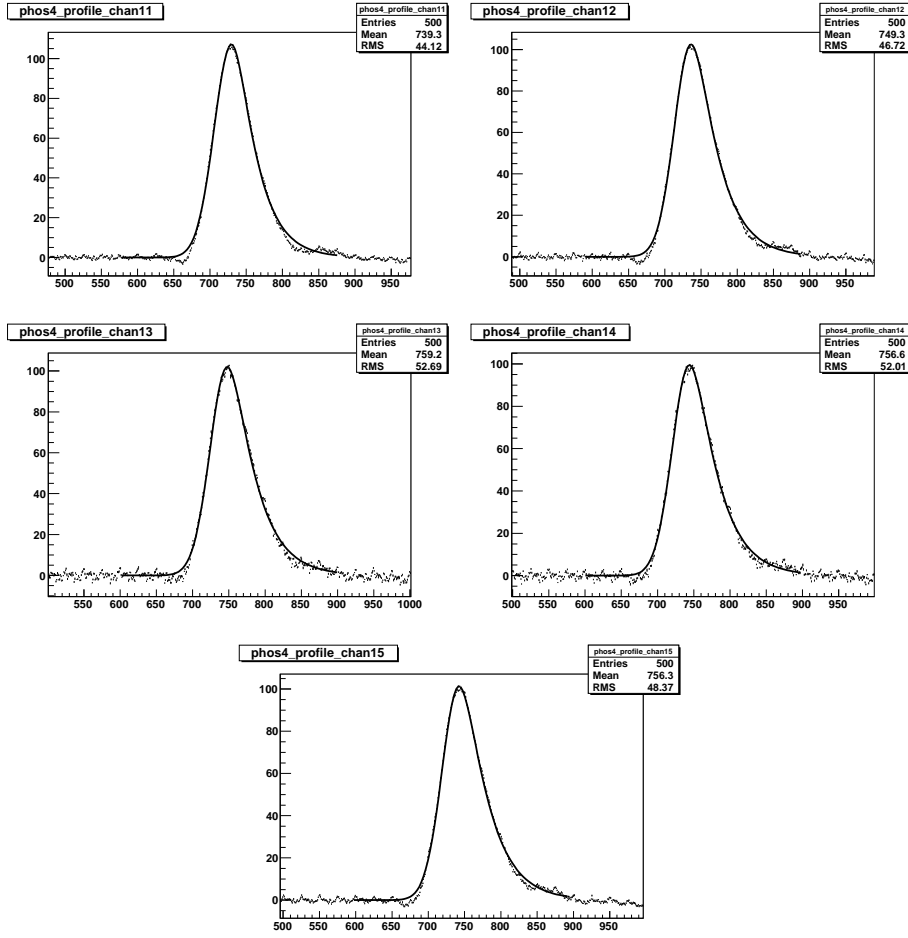 phos4_profile_chan11
phos4_profile_chan11
Entries 500
Mean 739.3
RMS 44.12
100
80
60
40
20
0
500 550 600 650 700 750 800 850 900 950
phos4_profile_chan12
phos4_profile_chan12
Entries 500
Mean 749.3
RMS 46.72
100
80
60
40
20
0
500 550 600 650 700 750 800 850 900 950
phos4_profile_chan13
phos4_profile_chan13
Entries 500
Mean 759.2
RMS 52.69
100
80
60
40
20
0
550 600 650 700 750 800 850 900 950 1000
phos4_profile_chan14
phos4_profile_chan14
Entries 500
Mean 756.6
RMS 52.01
100
80
60
40
20
0
500 550 600 650 700 750 800 850 900 950
phos4_profile_chan15
phos4_profile_chan15
Entries 500
Mean 756.3
RMS 48.37
100
80
60
40
20
0
500 550 600 650 700 750 800 850 900 950